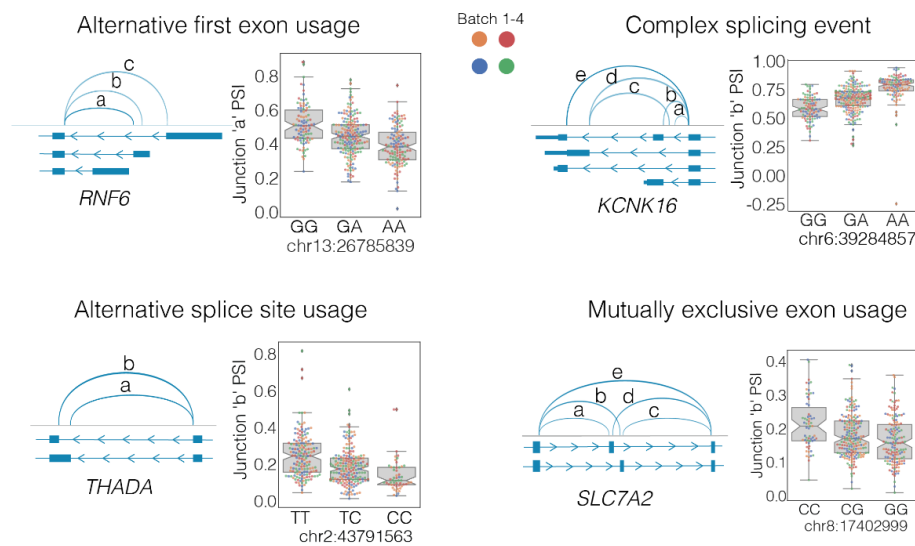 Alternative first exon usage
c
b
a
RNF6
Junction 'a' PSI
0.8
0.6
0.4
0.2
0.0
GG GA AA
chr13:26785839
Batch 1-4
Complex splicing event
e d c b a
KCNK16
Junction 'b' PSI
1.00
0.75
0.50
0.25
0.00
-0.25
GG GA AA
chr6:39284857
Alternative splice site usage
b
a
THADA
Junction 'b' PSI
0.8
0.6
0.4
0.2
0.0
TT TC CC
chr2:43791563
Mutually exclusive exon usage
e
b d
a c
SLC7A2
Junction 'b' PSI
0.4
0.3
0.2
0.1
0.0
CC CG GG
chr8:17402999